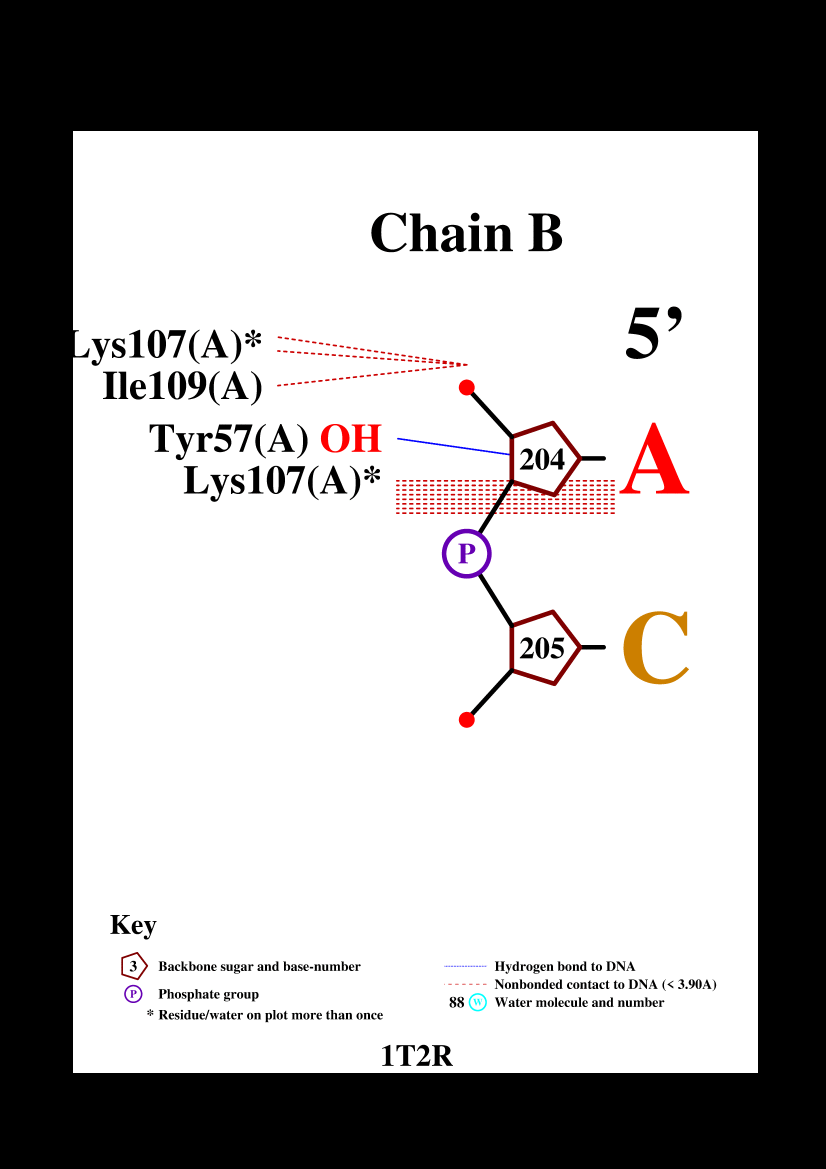 Chain B
5’
Lys107(A)*
Ile109(A)
Tyr57(A) OH
204
A
Lys107(A)*
P
205
C
Key
3 Backbone sugar and base-number
P Phosphate group
* Residue/water on plot more than once
Hydrogen bond to DNA
Nonbonded contact to DNA (< 3.90A)
88 W Water molecule and number
1T2R